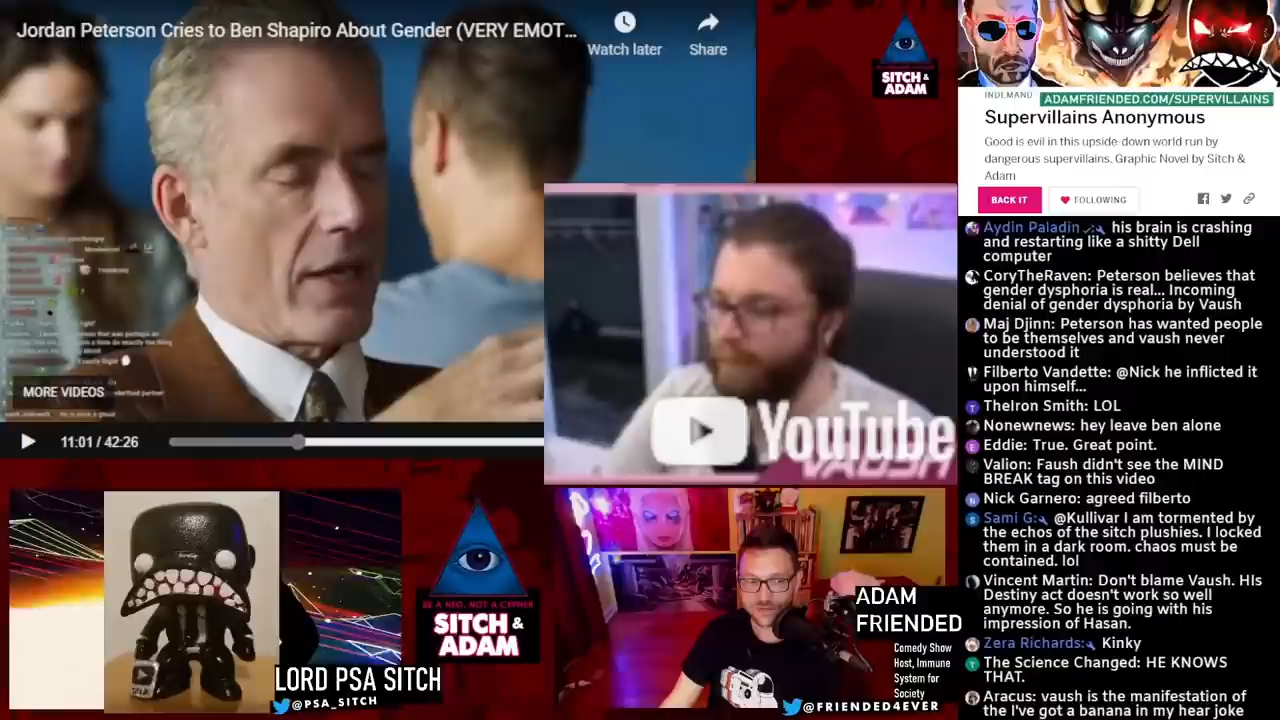 Jordan Peterson Cries to Ben Shapiro About Gender (VERY EMOT...
Watch later
Share
MORE VIDEOS
11:01 / 42:26
SITCH &
ADAM
YouTube
VAUSH
INDEMAND
ADAMFRIENDED.COM/SUPERVILLAINS
Supervillains Anonymous
Good is evil in this upside-down world run by
dangerous supervillains. Graphic Novel by Sitch &
Adam
BACK IT
FOLLOWING
Aydin Paladin his brain is crashing
and restarting like a shitty Dell
computer
CoryTheRaven: Peterson believes that
gender dysphoria is real... Incoming
denial of gender dysphoria by Vaush
Maj Djinn: Peterson has wanted people
to be themselves and vaush never
understood it
Filberto Vandette: @Nick he inflicted it
upon himself...
TheIron Smith: LOL
Nonewnews: hey leave ben alone
Eddie: True. Great point.
Valion: Faush didn't see the MIND
BREAK tag on this video
Nick Garnero: agreed filberto
Sami G: @Kullivar I am tormented by
the echos of the sitch plushies. I locked
them in a dark room. chaos must be
contained. lol
Vincent Martin: Don't blame Vaush. HIs
Destiny act doesn't work so well
anymore. So he is going with his
impression of Hasan.
Zera Richards: Kinky
The Science Changed: HE KNOWS
THAT.
Aracus: vaush is the manifestation of
the I've got a banana in my hear joke
BE A NEO, NOT A CYPHER
SITCH &
ADAM
LORD PSA SITCH
@PSA_SITCH
ADAM
FRIENDED
Comedy Show
Host, Immune
System for
Society
@FRIENDED4EVER